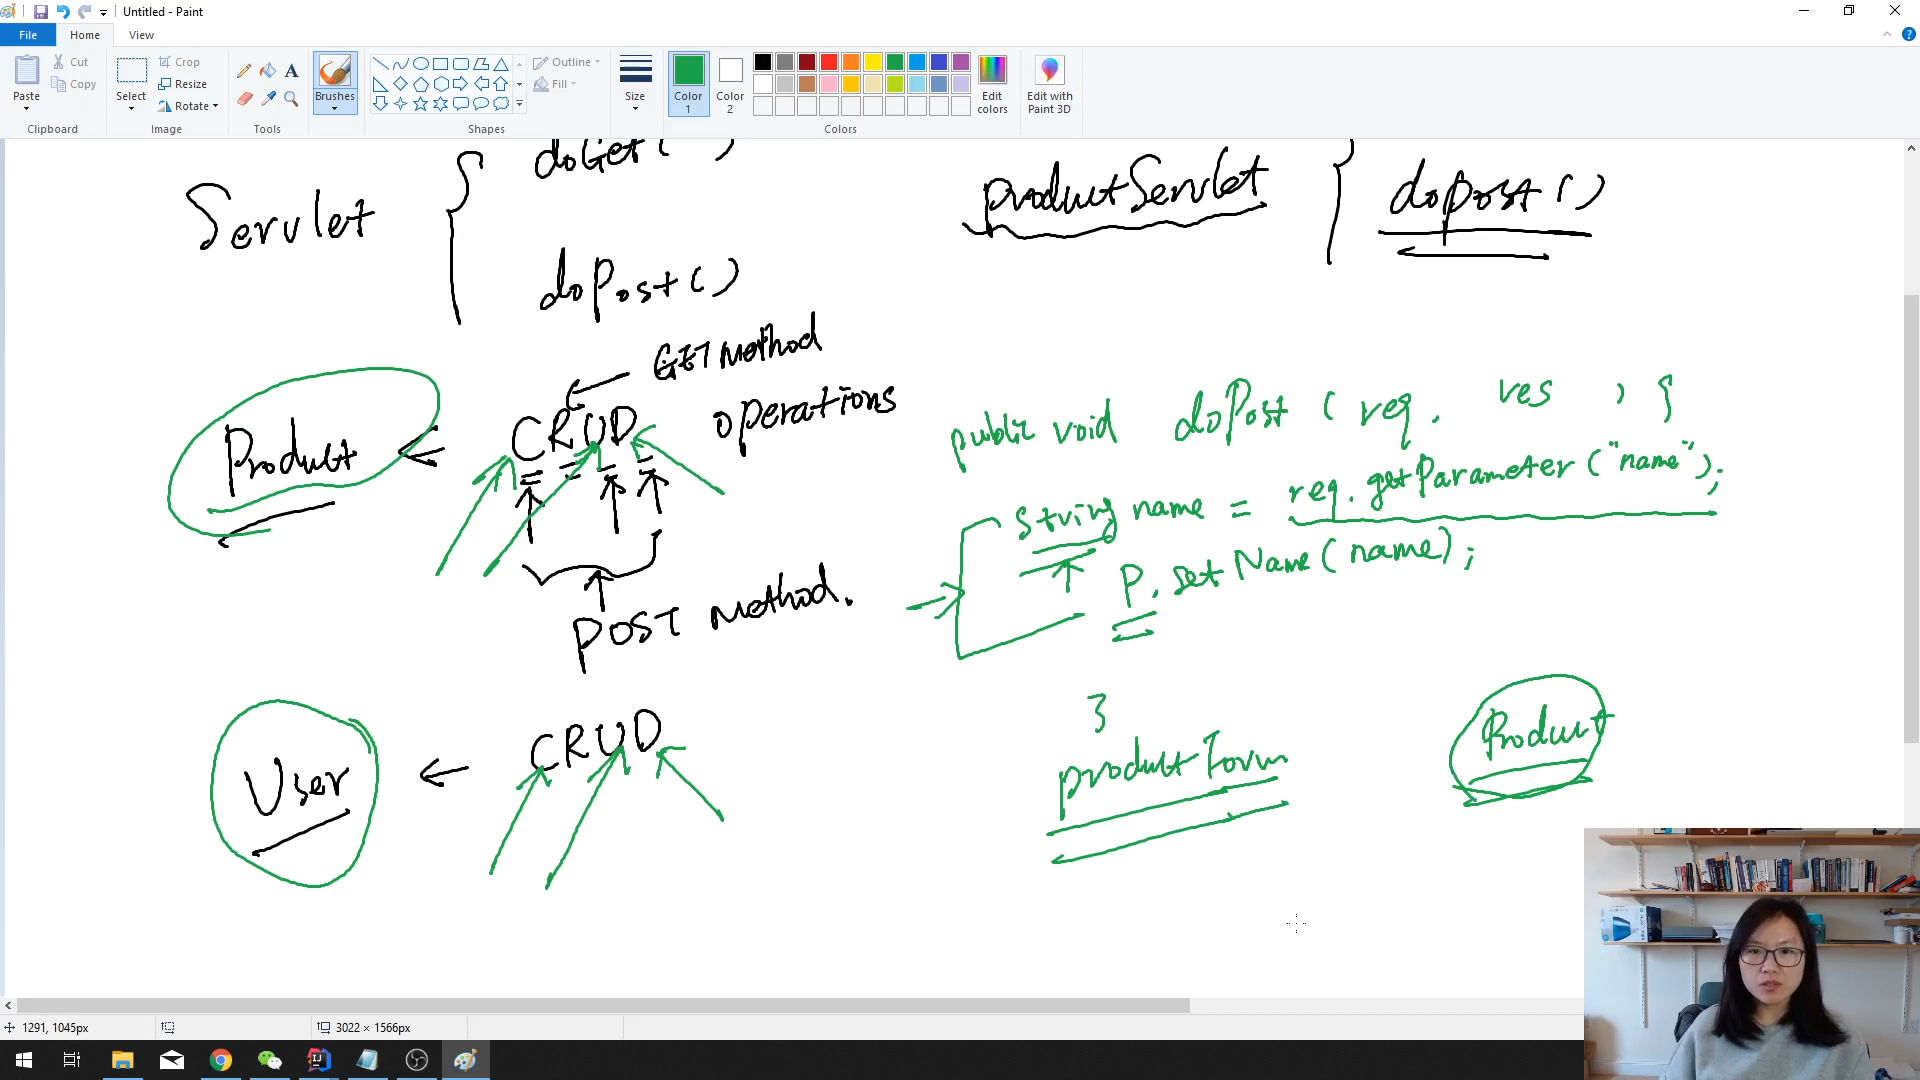 Untitled - Paint
File Home View
Paste
Cut
Copy
Clipboard
Select
Crop
Resize
Rotate
Image
Tools
Brushes
Shapes
Outline
Fill
Size
Color 1
Color 2
Edit colors
Colors
Edit with Paint 3D
Servlet
doGet( )
doPost()
productServlet
dopost()
GET method
Product
CRUD
operations
POST method.
User
CRUD
public void doPost ( req. res ) {
string name = req.getParameter("name");
P.setName(name);
}
productForm
Product
1291, 1045px
3022 × 1566px